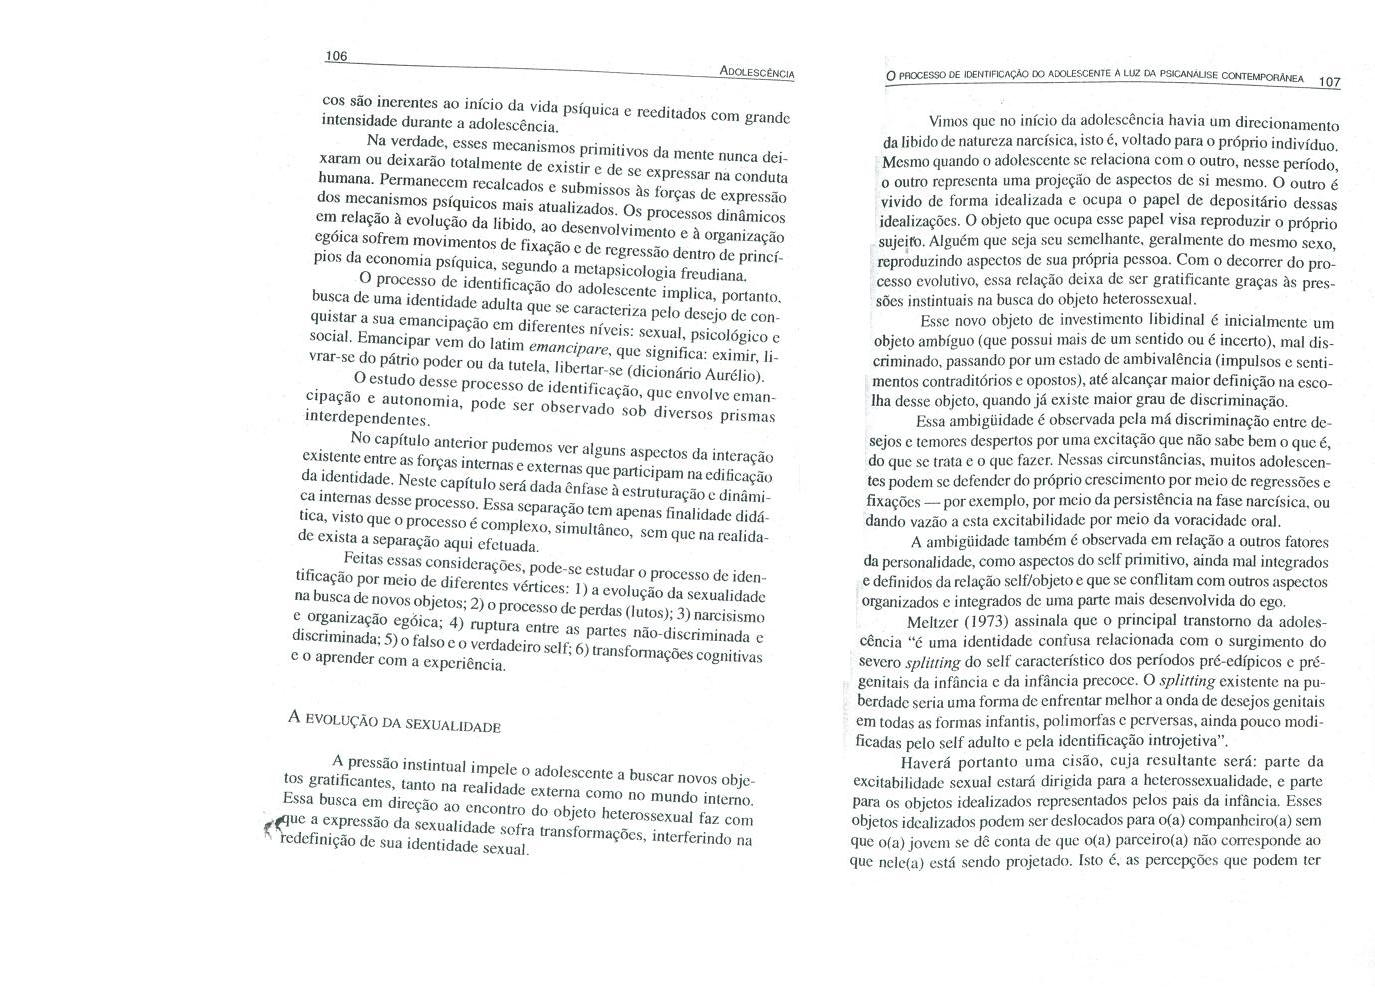 106
ADOLESCÊNCIA
cos são inerentes ao início da vida psíquica e reeditados com grande
intensidade durante a adolescência.
Na verdade, esses mecanismos primitivos da mente nunca dei-
xaram ou deixarão totalmente de existir e de se expressar na conduta
humana. Permanecem recalcados e submissos às forças de expressão
dos mecanismos psíquicos mais atualizados. Os processos dinâmicos
em relação à evolução da libido, ao desenvolvimento e à organização
egóica sofrem movimentos de fixação e de regressão dentro de princí-
pios da economia psíquica, segundo a metapsicologia freudiana.
O processo de identificação do adolescente implica, portanto,
busca de uma identidade adulta que se caracteriza pelo desejo de con-
quistar a sua emancipação em diferentes níveis: sexual, psicológico e
social. Emancipar vem do latim emancipare, que significa: eximir, li-
vrar-se do pátrio poder ou da tutela, libertar-se (dicionário Aurélio).
O estudo desse processo de identificação, que envolve eman-
cipação e autonomia, pode ser observado sob diversos prismas
interdependentes.
No capítulo anterior pudemos ver alguns aspectos da interação
existente entre as forças internas e externas que participam na edificação
da identidade. Neste capítulo será dada ênfase à estruturação e dinâmi-
ca internas desse processo. Essa separação tem apenas finalidade didá-
tica, visto que o processo é complexo, simultâneo, sem que na realida-
de exista a separação aqui efetuada.
Feitas essas considerações, pode-se estudar o processo de iden-
tificação por meio de diferentes vértices: 1) a evolução da sexualidade
na busca de novos objetos; 2) o processo de perdas (lutos); 3) narcisismo
e organização egóica; 4) ruptura entre as partes não-discriminada e
discriminada; 5) o falso e o verdadeiro self; 6) transformações cognitivas
e o aprender com a experiência.
A EVOLUÇÃO DA SEXUALIDADE
A pressão instintual impele o adolescente a buscar novos obje-
tos gratificantes, tanto na realidade externa como no mundo interno.
Essa busca em direção ao encontro do objeto heterossexual faz com
que a expressão da sexualidade sofra transformações, interferindo na
redefinição de sua identidade sexual.
O PROCESSO DE IDENTIFICAÇÃO DO ADOLESCENTE À LUZ DA PSICANÁLISE CONTEMPORÂNEA 107
Vimos que no início da adolescência havia um direcionamento
da libido de natureza narcísica, isto é, voltado para o próprio indivíduo.
Mesmo quando o adolescente se relaciona com o outro, nesse período,
o outro representa uma projeção de aspectos de si mesmo. O outro é
vivido de forma idealizada e ocupa o papel de depositário dessas
idealizações. O objeto que ocupa esse papel visa reproduzir o próprio
sujeito. Alguém que seja seu semelhante, geralmente do mesmo sexo,
reproduzindo aspectos de sua própria pessoa. Com o decorrer do pro-
cesso evolutivo, essa relação deixa de ser gratificante graças às pres-
sões instintuais na busca do objeto heterossexual.
Esse novo objeto de investimento libidinal é inicialmente um
objeto ambíguo (que possui mais de um sentido ou é incerto), mal dis-
criminado, passando por um estado de ambivalência (impulsos e senti-
mentos contraditórios e opostos), até alcançar maior definição na esco-
lha desse objeto, quando já existe maior grau de discriminação.
Essa ambigüidade é observada pela má discriminação entre de-
sejos e temores despertos por uma excitação que não sabe bem o que é,
do que se trata e o que fazer. Nessas circunstâncias, muitos adolescen-
tes podem se defender do próprio crescimento por meio de regressões e
fixações — por exemplo, por meio da persistência na fase narcísica, ou
dando vazão a esta excitabilidade por meio da voracidade oral.
A ambigüidade também é observada em relação a outros fatores
da personalidade, como aspectos do self primitivo, ainda mal integrados
e definidos da relação self/objeto e que se conflitam com outros aspectos
organizados e integrados de uma parte mais desenvolvida do ego.
Meltzer (1973) assinala que o principal transtorno da adoles-
cência “é uma identidade confusa relacionada com o surgimento do
severo splitting do self característico dos períodos pré-edípicos e pré-
genitais da infância e da infância precoce. O splitting existente na pu-
berdade seria uma forma de enfrentar melhor a onda de desejos genitais
em todas as formas infantis, polimorfas e perversas, ainda pouco modi-
ficadas pelo self adulto e pela identificação introjetiva”.
Haverá portanto uma cisão, cuja resultante será: parte da
excitabilidade sexual estará dirigida para a heterossexualidade, e parte
para os objetos idealizados representados pelos pais da infância. Esses
objetos idealizados podem ser deslocados para o(a) companheiro(a) sem
que o(a) jovem se dê conta de que o(a) parceiro(a) não corresponde ao
que nele(a) está sendo projetado. Isto é, as percepções que podem ter